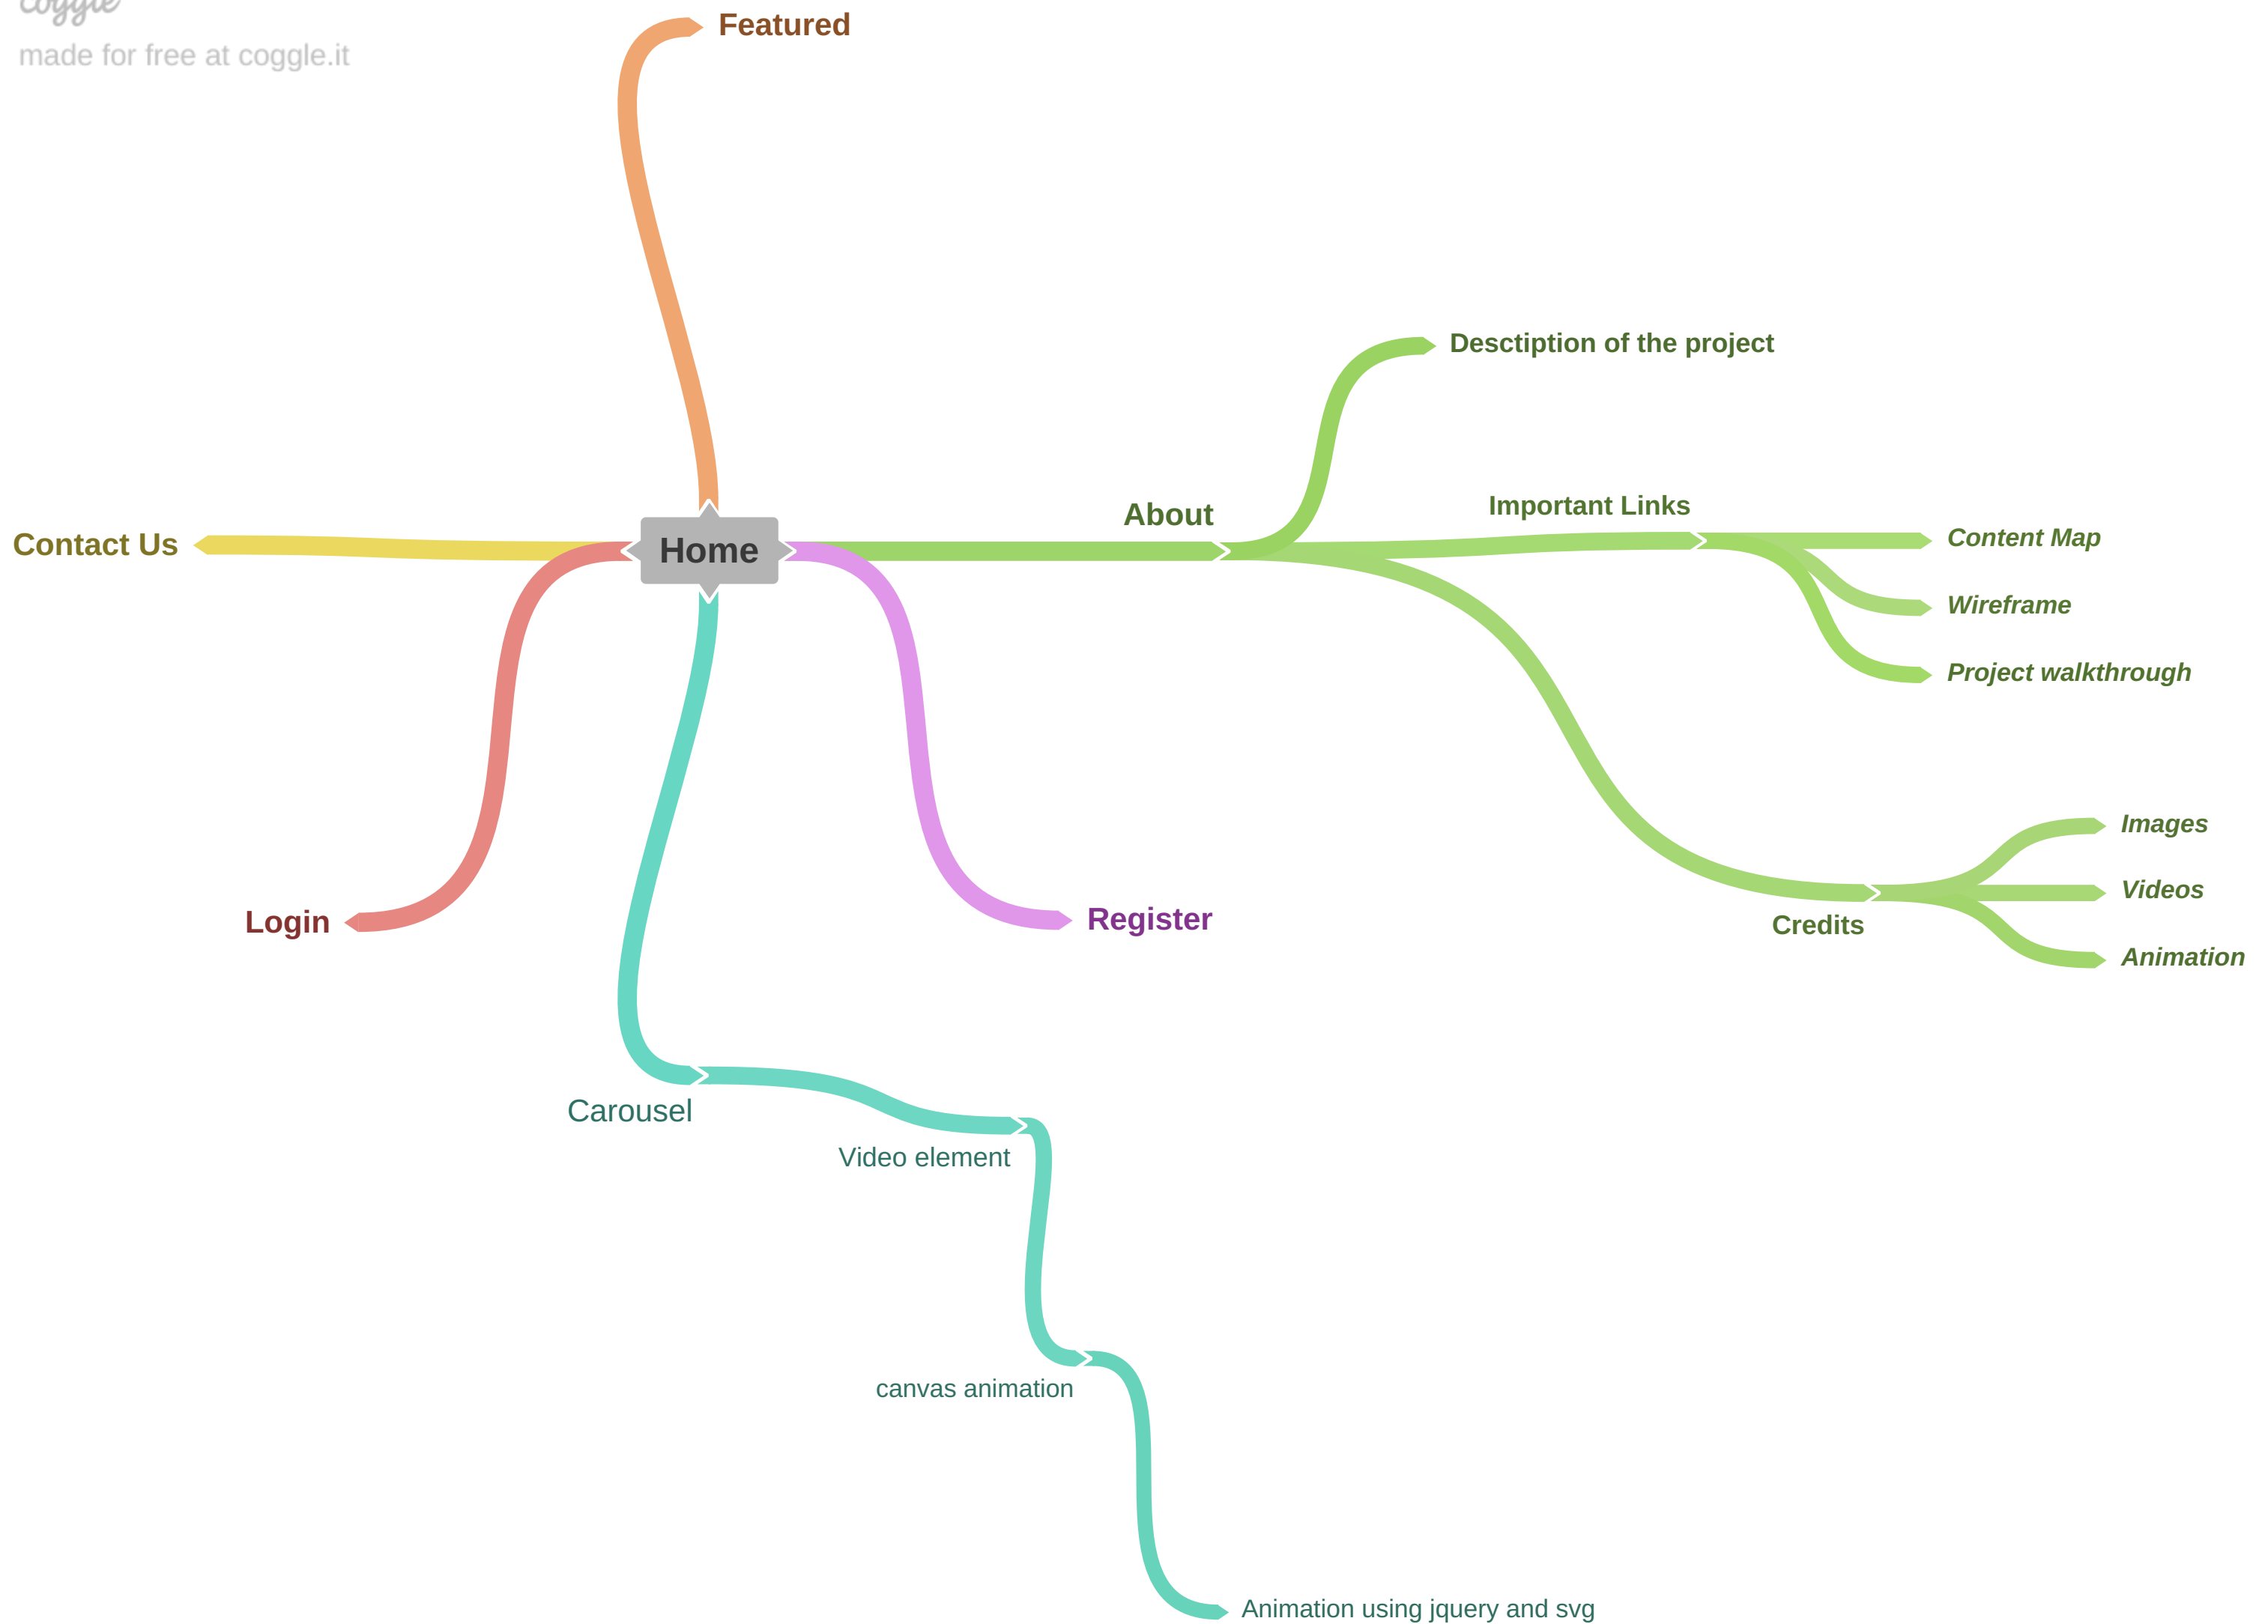 coggle
made for free at coggle.it
Featured
Desctiption of the project
About
Important Links
Content Map
Contact Us
Home
Wireframe
Project walkthrough
Images
Videos
Login
Register
Credits
Animation
Carousel
Video element
canvas animation
Animation using jquery and svg